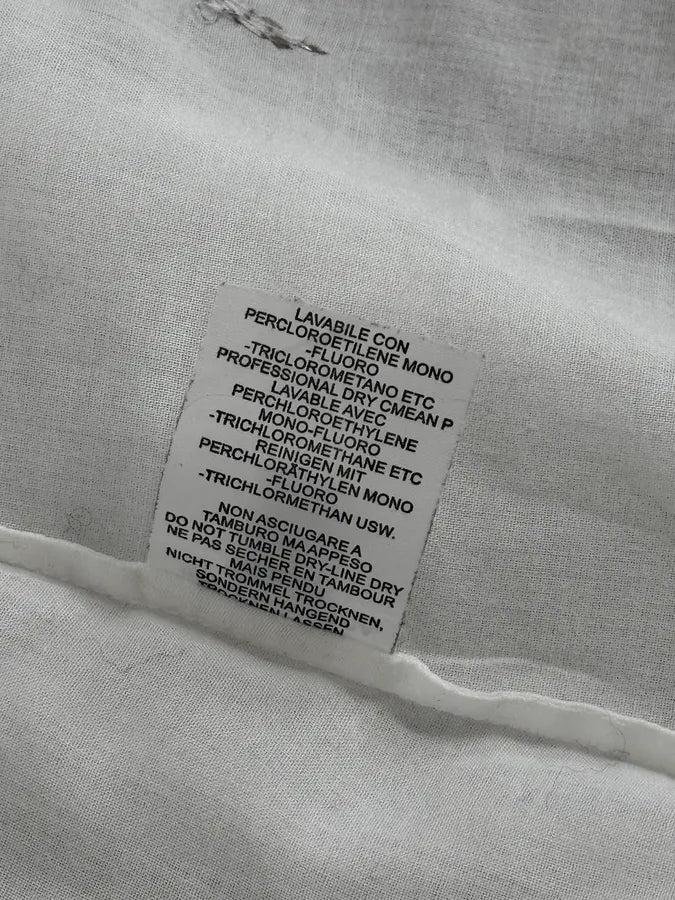 LAVABILE CON
PERCLOROETILENE MONO
-FLUORO
-TRICLOROMETANO ETC
PROFESSIONAL DRY CMEAN P
LAVABLE AVEC
PERCHLOROETHYLENE
MONO-FLUORO
-TRICHLOROMETHANE ETC
REINIGEN MIT
PERCHLORÄTHYLEN MONO
-FLUORO
-TRICHLORMETHAN USW.
NON ASCIUGARE A
TAMBURO MA APPESO
DO NOT TUMBLE DRY-LINE DRY
NE PAS SECHER EN TAMBOUR
MAIS PENDU
NICHT TROMMEL TROCKNEN,
SONDERN HANGEND
TROCKNEN LASSEN